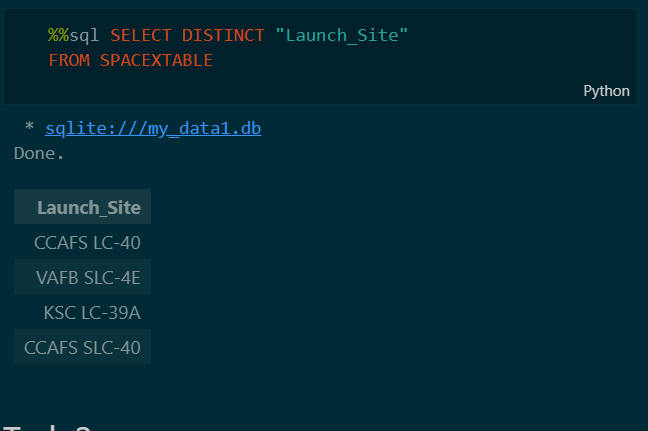 %%sql SELECT DISTINCT "Launch_Site"
FROM SPACEXTABLE
Python
* sqlite:///my_data1.db
Done.
Launch_Site
CCAFS LC-40
VAFB SLC-4E
KSC LC-39A
CCAFS SLC-40